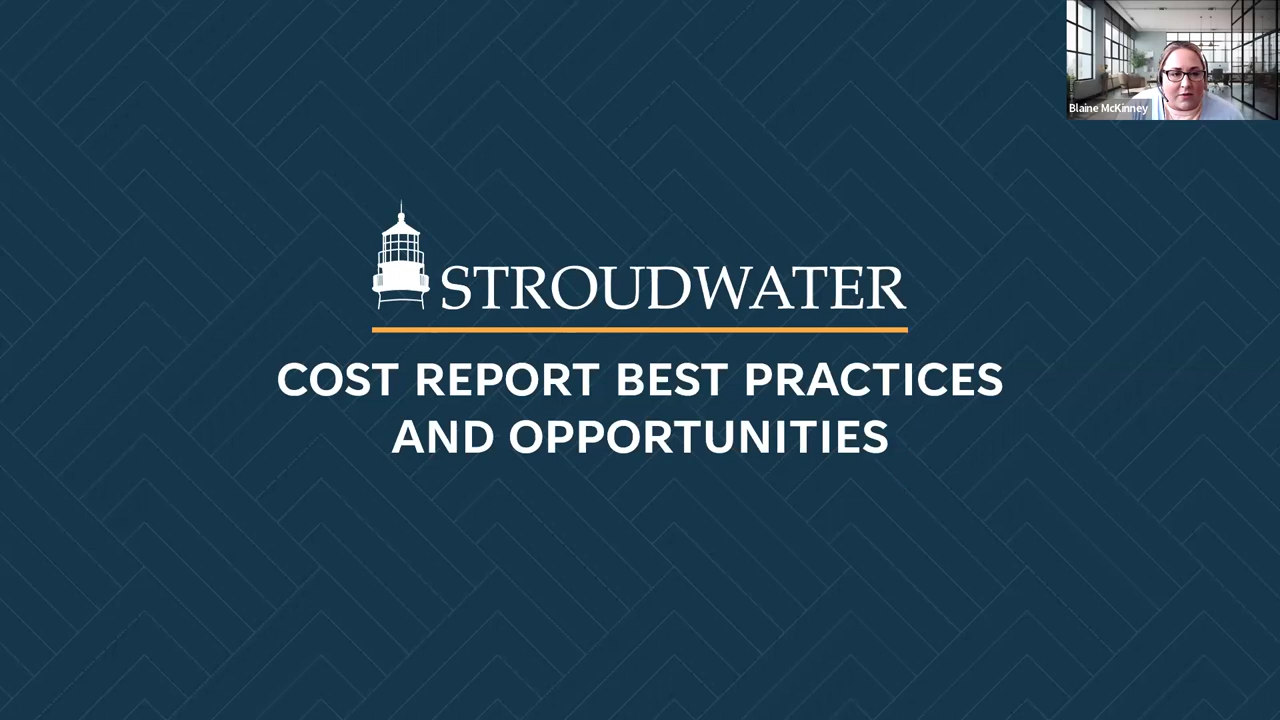 Blaine McKinney
STROUDWATER
COST REPORT BEST PRACTICES
AND OPPORTUNITIES